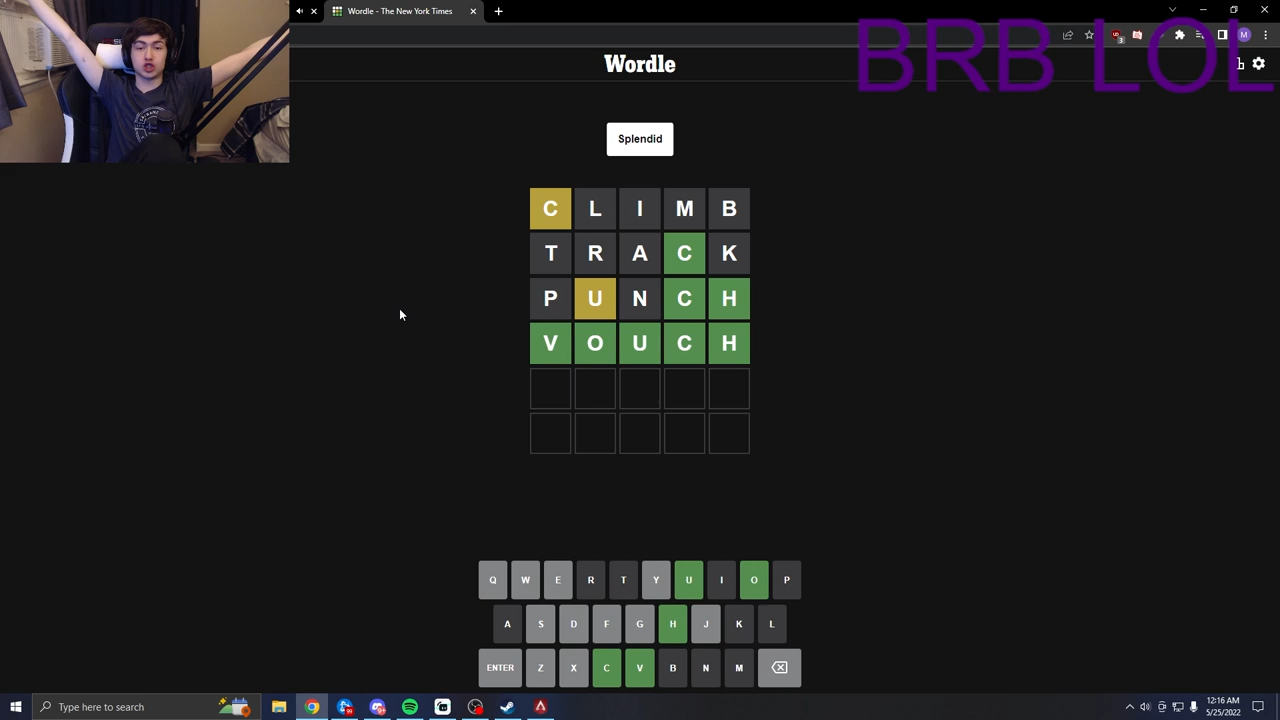 Wordle - The New York Times
M
Wordle
BRB LOL
Splendid
C L I M B
T R A C K
P U N C H
V O U C H
Q W E R T Y U I O P
A S D F G H J K L
ENTER Z X C V B N M
Type here to search
12:16 AM
5/25/2022